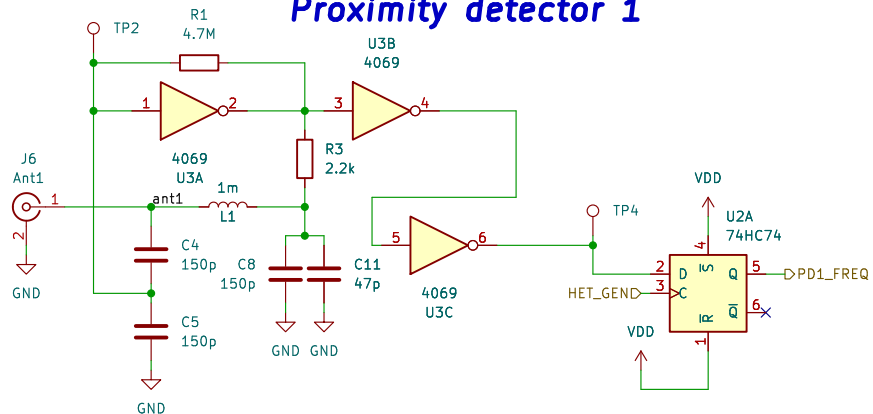 Proximity detector 1
R1
4.7M
TP2
U3B
4069
1
2
3
4
4069
U3A
R3
2.2k
J6
Ant1
1
2
ant1
1m
L1
GND
C4
150p
C8
150p
C11
47p
C5
150p
GND
GND
GND
5
6
4069
U3C
TP4
VDD
U2A
74HC74
4
2
D
S
Q
5
PD1_FREQ
HET_GEN
3
C
R
Q
6
1
VDD